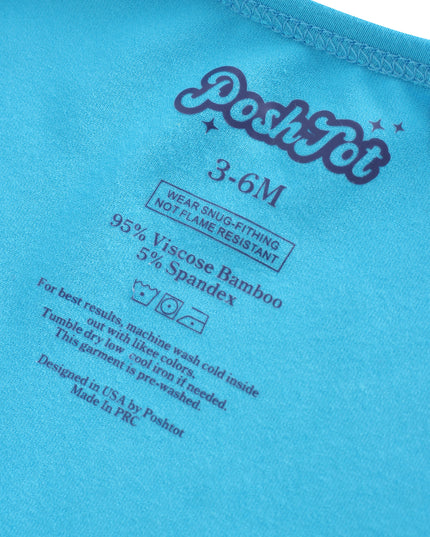 PoshTot
3-6M
WEAR SNUG-FITHING
NOT FLAME RESISTANT
95% Viscose Bamboo
5% Spandex
For best results, machine wash cold inside
out with likee colors.
Tumble dry low cool iron if needed.
This garment is pre-washed.
Designed in USA by Poshtot
Made In PRC